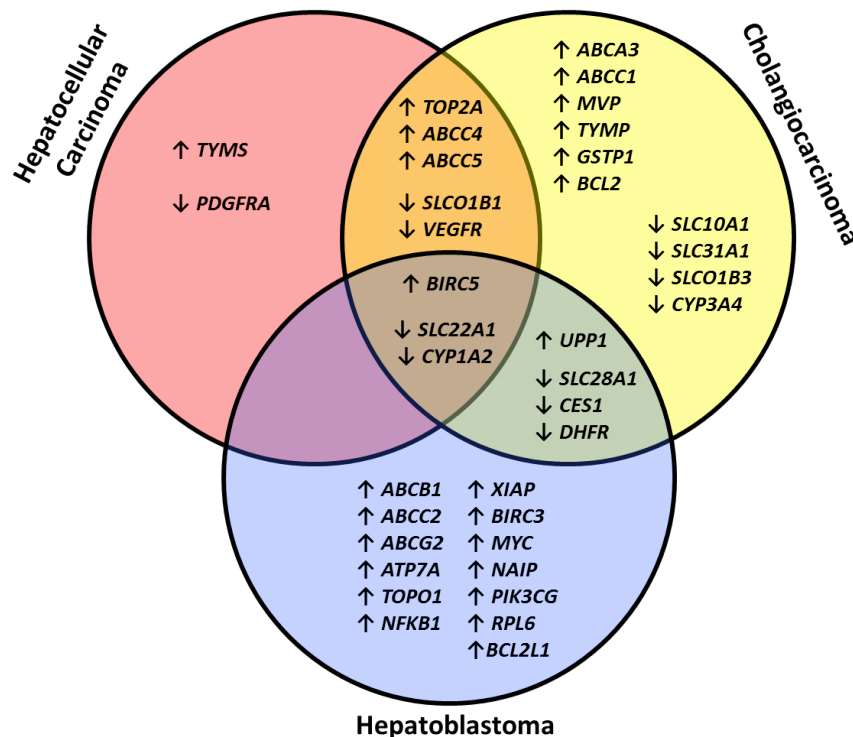 Hepatocellular
Carcinoma
Cholangiocarcinoma
↑ TYMS
↓ PDGFRA
↑ TOP2A
↑ ABCC4
↑ ABCC5
↓ SLCO1B1
↓ VEGFR
↑ ABCA3
↑ ABCC1
↑ MVP
↑ TYMP
↑ GSTP1
↑ BCL2
↓ SLC10A1
↓ SLC31A1
↓ SLCO1B3
↓ CYP3A4
↑ BIRC5
↓ SLC22A1
↓ CYP1A2
↑ UPP1
↓ SLC28A1
↓ CES1
↓ DHFR
↑ ABCB1
↑ ABCC2
↑ ABCG2
↑ ATP7A
↑ TOPO1
↑ NFKB1
↑ XIAP
↑ BIRC3
↑ MYC
↑ NAIP
↑ PIK3CG
↑ RPL6
↑BCL2L1
Hepatoblastoma